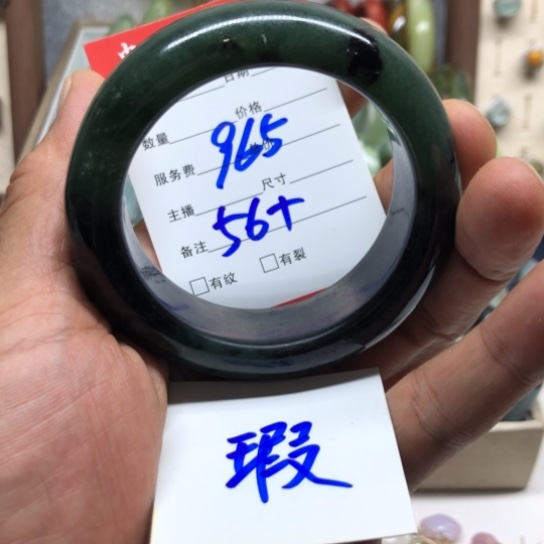 日期
价格
数量
965
服务费
尺寸
主播
56+
备注
有纹
有裂
瑕